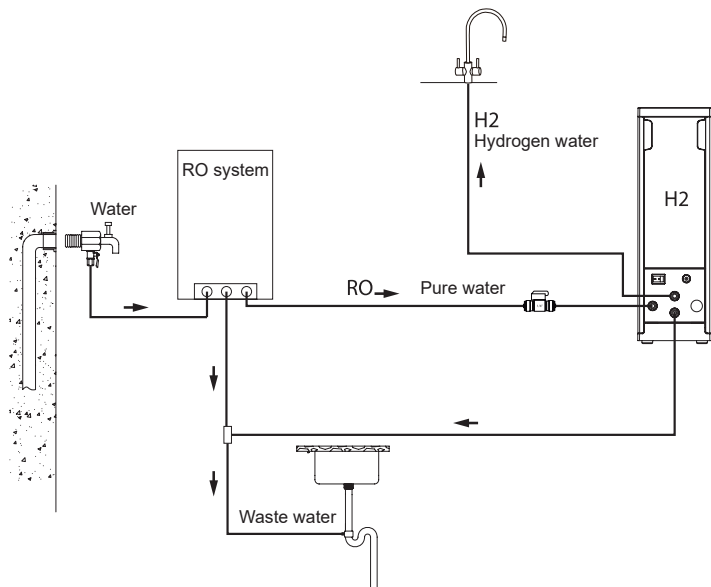 H2
Hydrogen water
RO system
Water
H2
RO
Pure water
Waste water